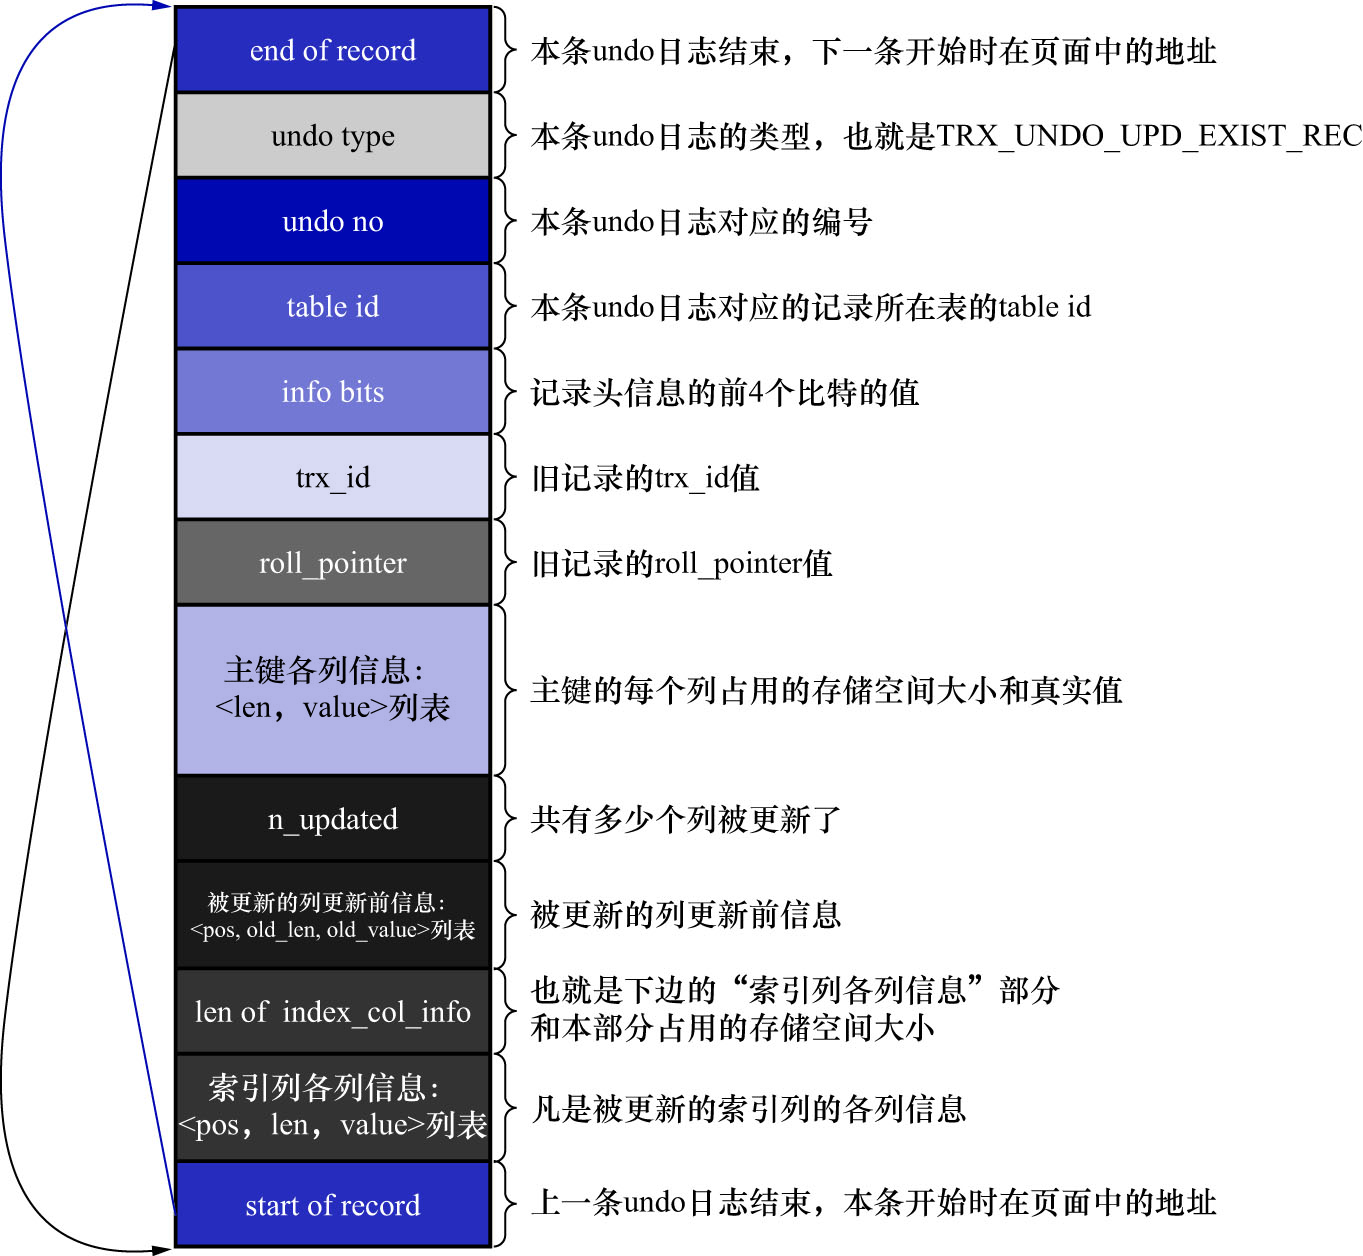 end of record
本条undo日志结束，下一条开始时在页面中的地址
undo type
本条undo日志的类型，也就是TRX_UNDO_UPD_EXIST_REC
undo no
本条undo日志对应的编号
table id
本条undo日志对应的记录所在表的table id
info bits
记录头信息的前4个比特的值
trx_id
旧记录的trx_id值
roll_pointer
旧记录的roll_pointer值
主键各列信息：
<len，value>列表
主键的每个列占用的存储空间大小和真实值
n_updated
共有多少个列被更新了
被更新的列更新前信息：
<pos, old_len, old_value>列表
被更新的列更新前信息
len of index_col_info
也就是下边的“索引列各列信息”部分
和本部分占用的存储空间大小
索引列各列信息：
<pos，len，value>列表
凡是被更新的索引列的各列信息
start of record
上一条undo日志结束，本条开始时在页面中的地址